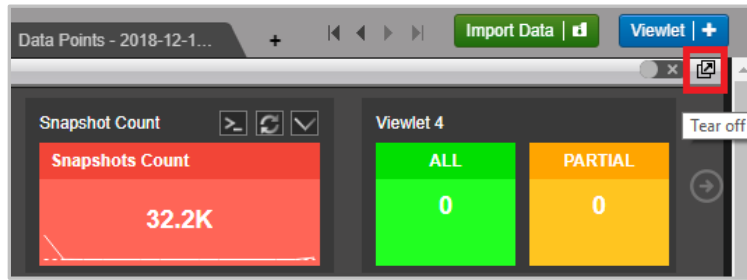 Data Points - 2018-12-1...
+
Import Data
Viewlet | +
Tear off
Snapshot Count
>_
Viewlet 4
Snapshots Count
32.2K
ALL
0
PARTIAL
0